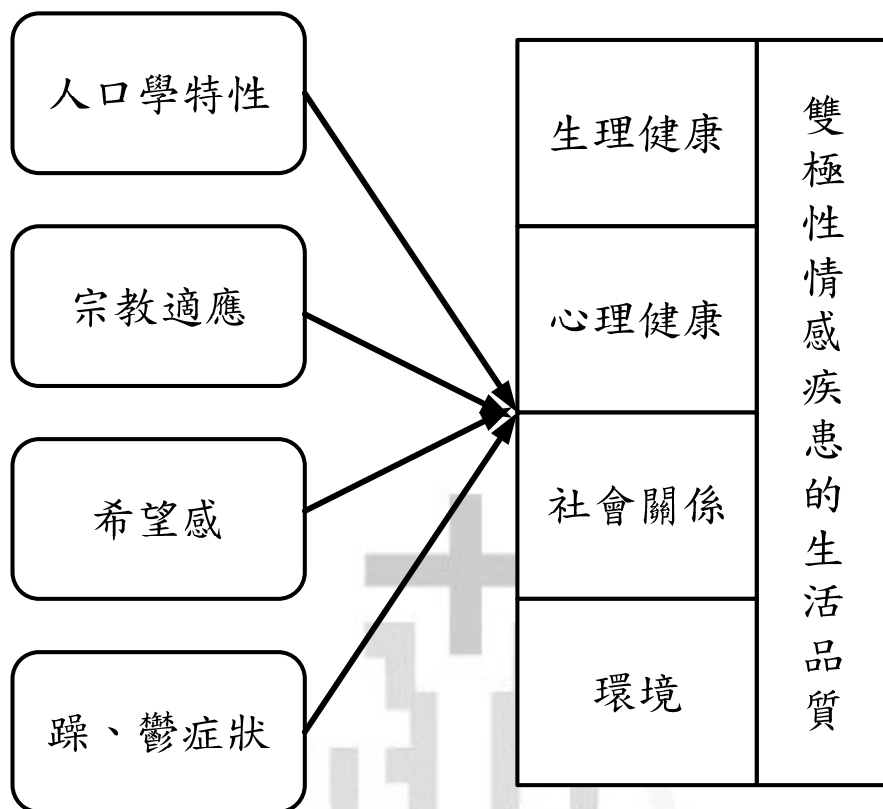 人口學特性
宗教適應
希望感
躁、鬱症狀
生理健康
心理健康
社會關係
環境
雙極性情感疾患的生活品質